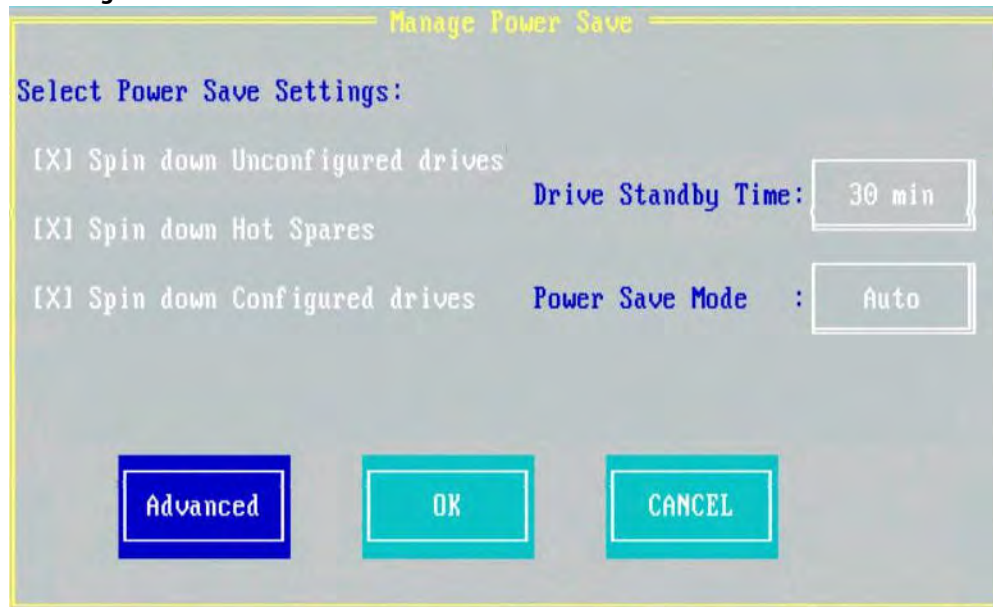 Manage Power Save
Select Power Save Settings:
[X] Spin down Unconfigured drives
Drive Standby Time: 30 min
[X] Spin down Hot Spares
[X] Spin down Configured drives Power Save Mode : Auto
Advanced OK CANCEL